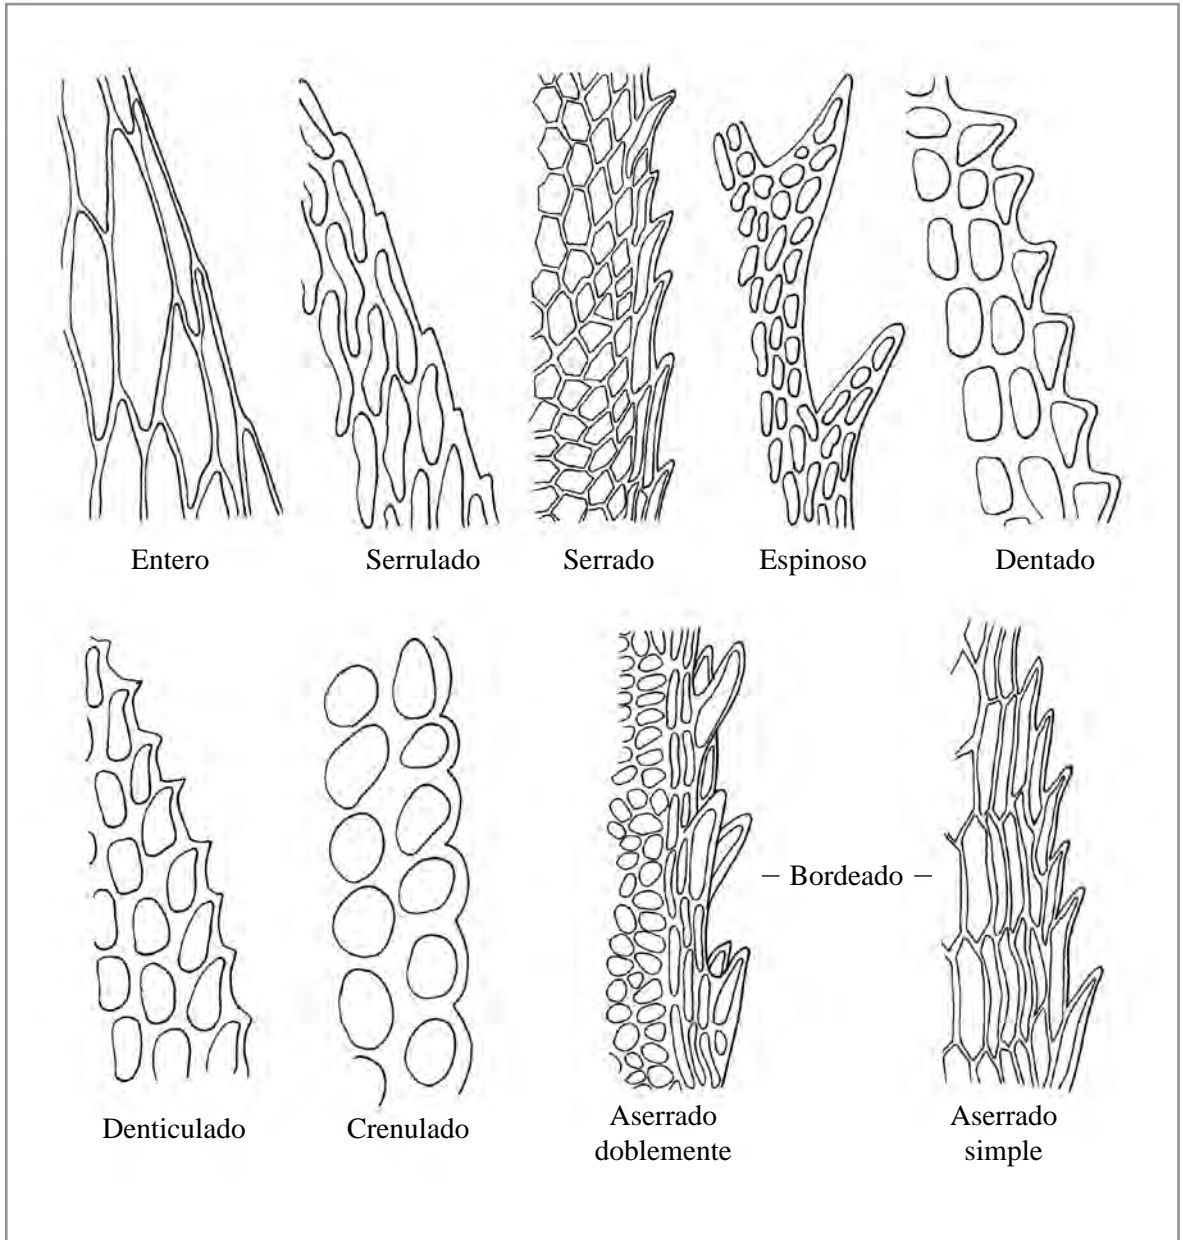 Entero
Serrulado
Serrado
Espinoso
Dentado
Denticulado
Crenulado
Aserrado
doblemente
– Bordeado –
Aserrado
simple